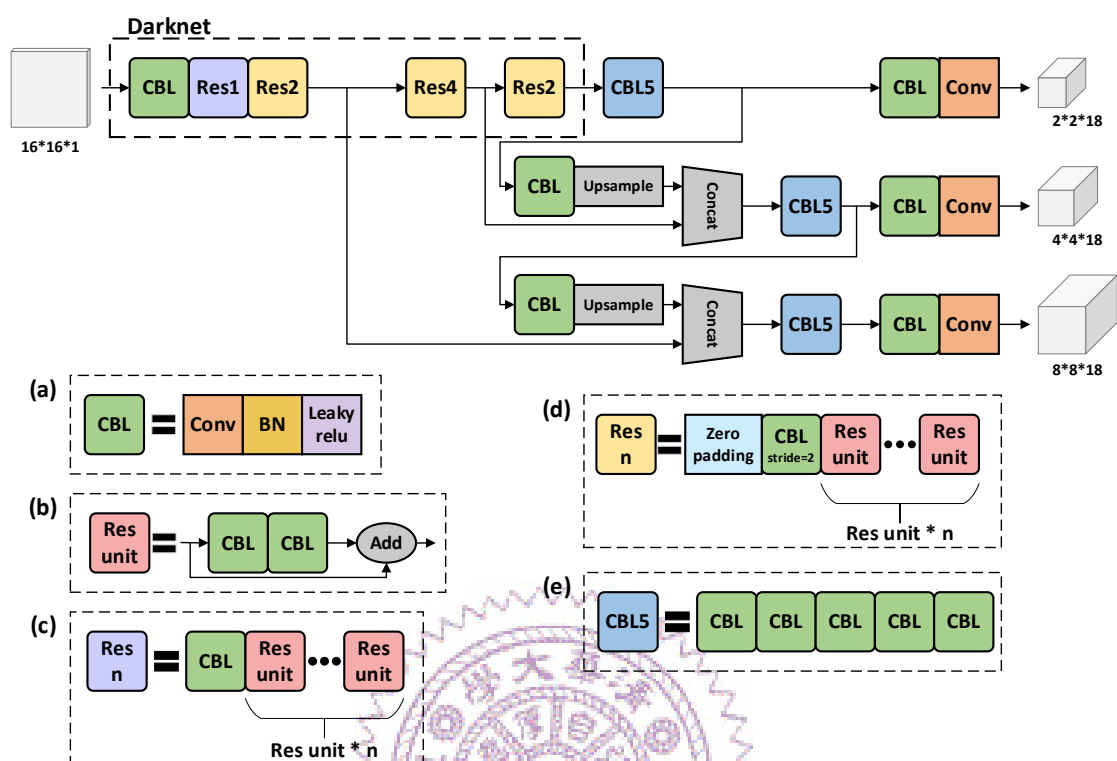 Darknet
CBL Res1 Res2 Res4 Res2 CBL5 CBL Conv
16*16*1
2*2*18
CBL Upsample Concat CBL5 CBL Conv
4*4*18
CBL Upsample Concat CBL5 CBL Conv
8*8*18
(a)
CBL = Conv BN Leaky
relu
(b)
Res
unit = CBL CBL Add
(c)
Res
n = CBL Res
unit ••• Res
unit
Res unit * n
(d)
Res
n = Zero
padding CBL
stride=2 Res
unit ••• Res
unit
Res unit * n
(e)
CBL5 = CBL CBL CBL CBL CBL